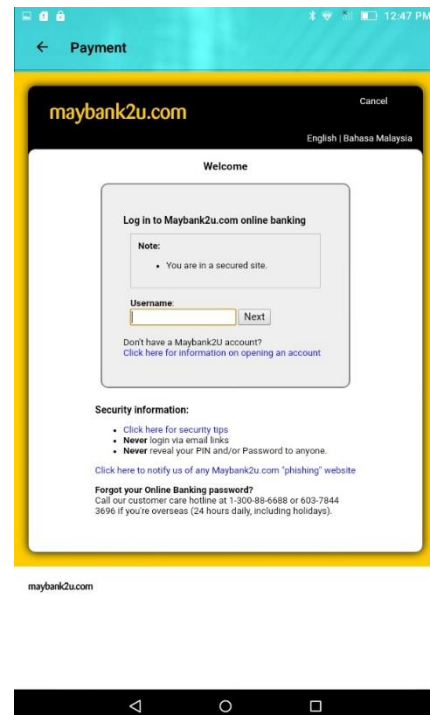 12:47 PM
Payment
maybank2u.com
Cancel
English | Bahasa Malaysia
Welcome
Log in to Maybank2u.com online banking
Note:
• You are in a secured site.
Username:
Next
Don't have a Maybank2U account?
Click here for information on opening an account
Security information:
• Click here for security tips
• Never login via email links
• Never reveal your PIN and/or Password to anyone.
Click here to notify us of any Maybank2u.com "phishing" website
Forgot your Online Banking password?
Call our customer care hotline at 1-300-88-6688 or 603-7844
3696 if you're overseas (24 hours daily, including holidays).
maybank2u.com